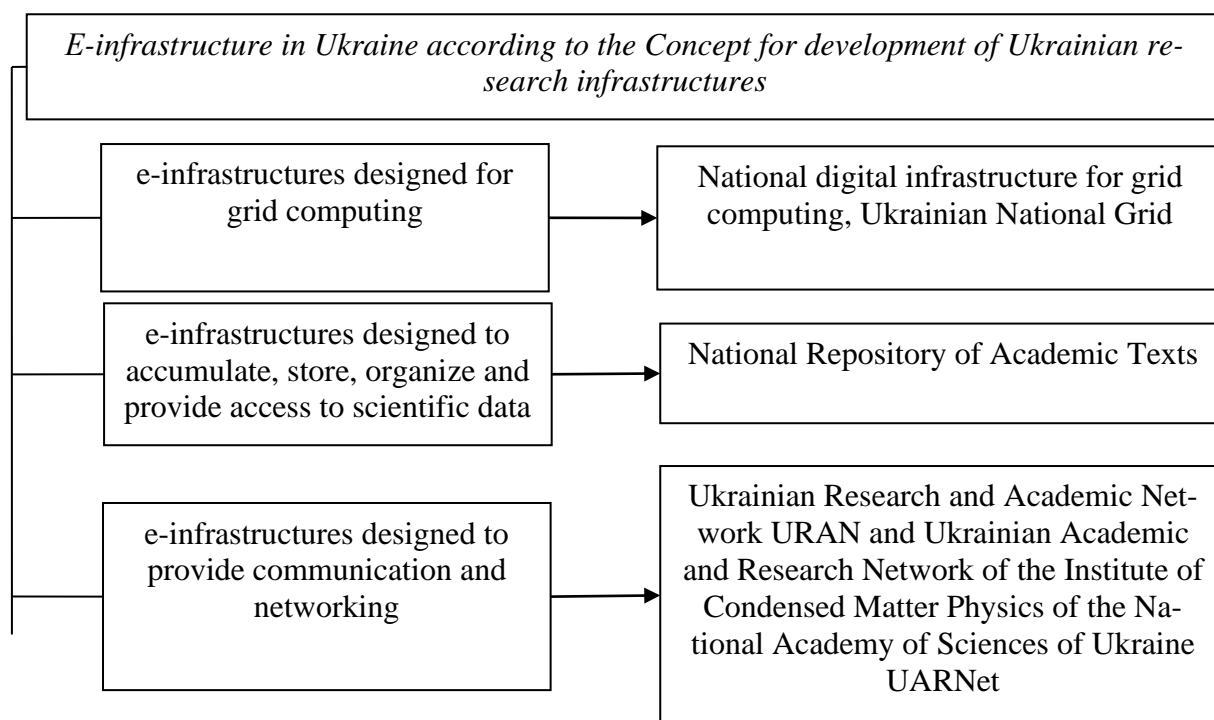 E-infrastructure in Ukraine according to the Concept for development of Ukrainian re-
search infrastructures
e-infrastructures designed for
grid computing
National digital infrastructure for grid
computing, Ukrainian National Grid
e-infrastructures designed to
accumulate, store, organize and
provide access to scientific data
National Repository of Academic Texts
e-infrastructures designed to
provide communication and
networking
Ukrainian Research and Academic Net-
work URAN and Ukrainian Academic
and Research Network of the Institute of
Condensed Matter Physics of the Na-
tional Academy of Sciences of Ukraine
UARNet